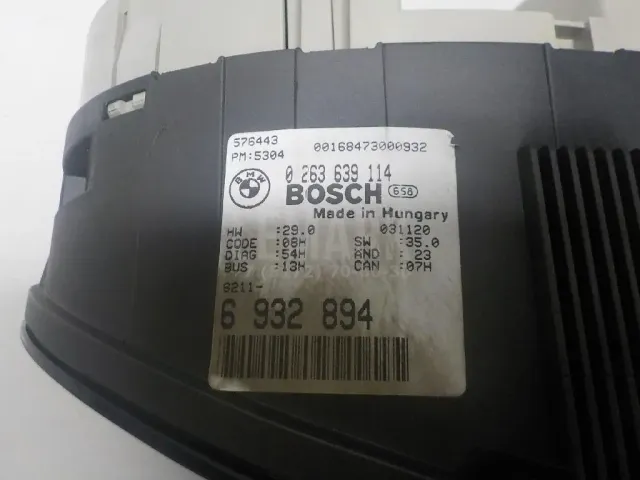 576443 00168473000932
PM:5304
BMW
0 263 639 114
BOSCH 658
Made in Hungary
HW :29.0 031120
CODE :08H SW :35.0
DIAG :54H AND : 23
BUS :13H CAN :07H
8211-
6 932 894